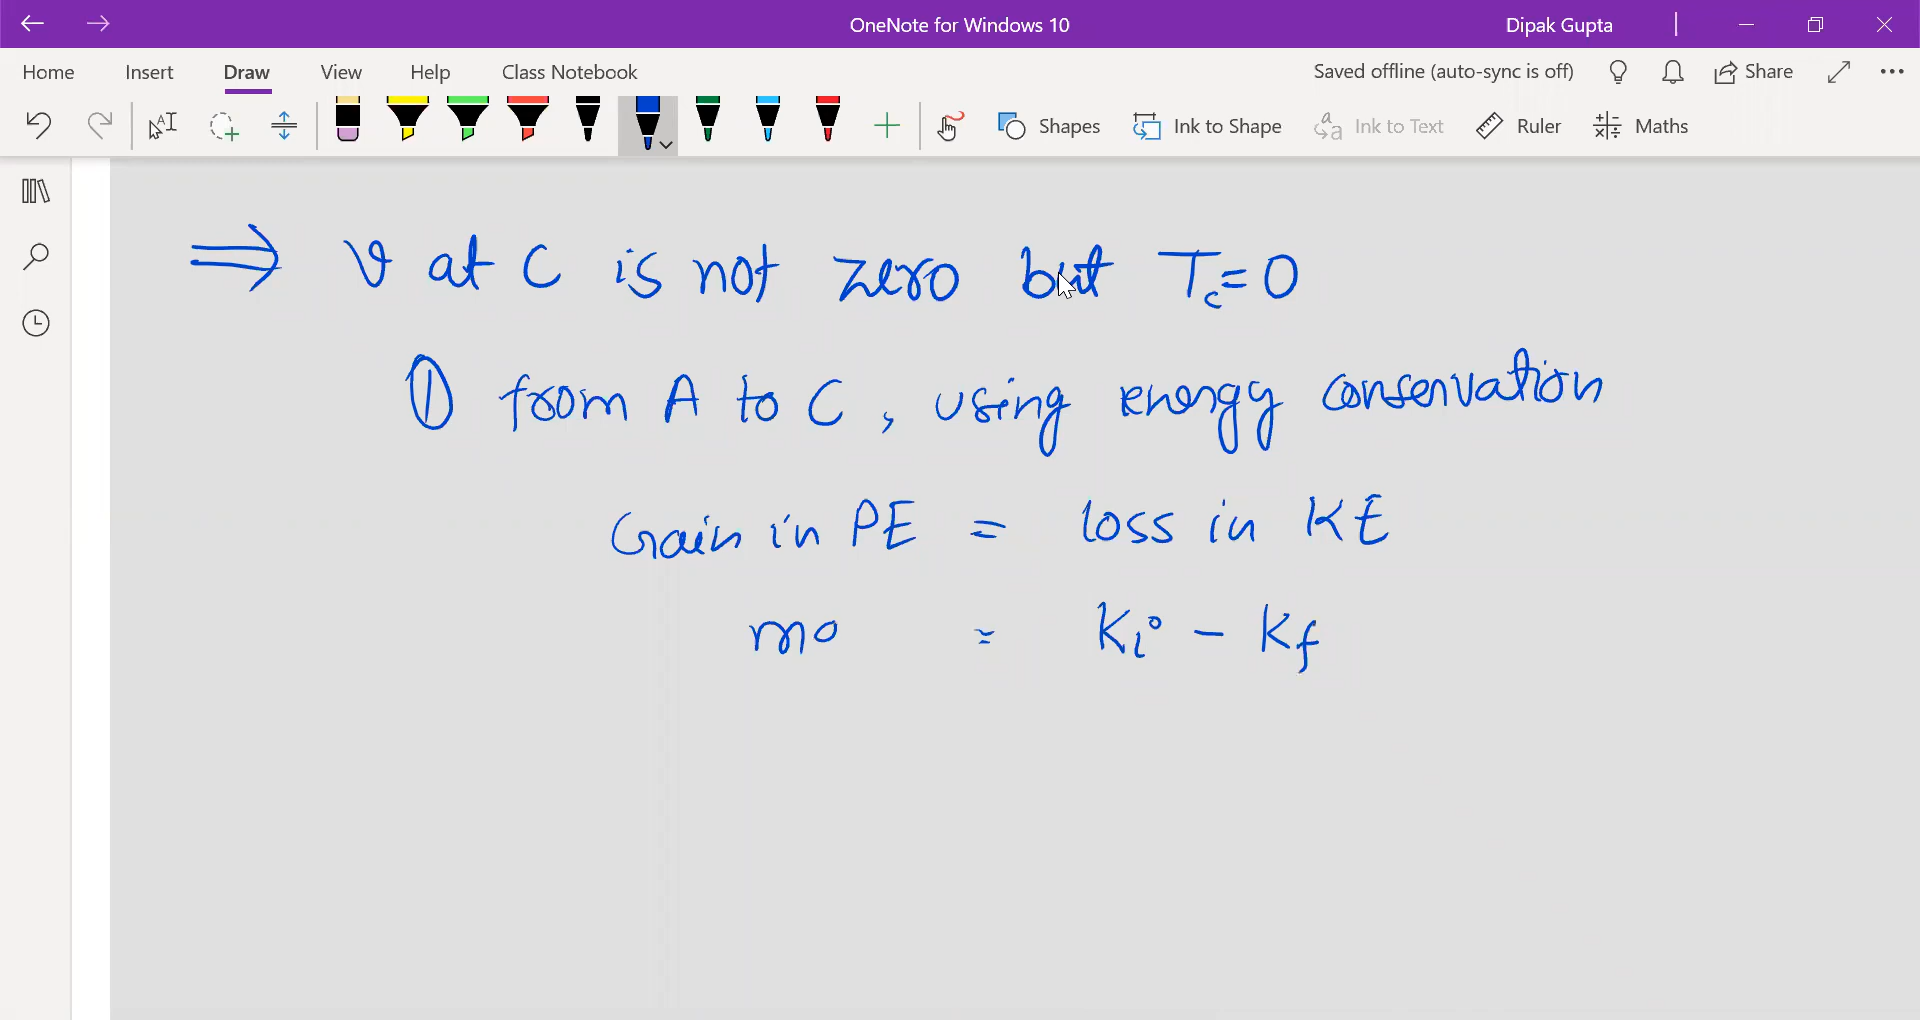 OneNote for Windows 10
Dipak Gupta
Home Insert Draw View Help Class Notebook
Saved offline (auto-sync is off) Share
Shapes Ink to Shape Ink to Text Ruler Maths
⇒ v at C is not zero but Tc = 0
① from A to C, using energy conservation
Gain in PE = loss in KE
mo = Ki - Kf